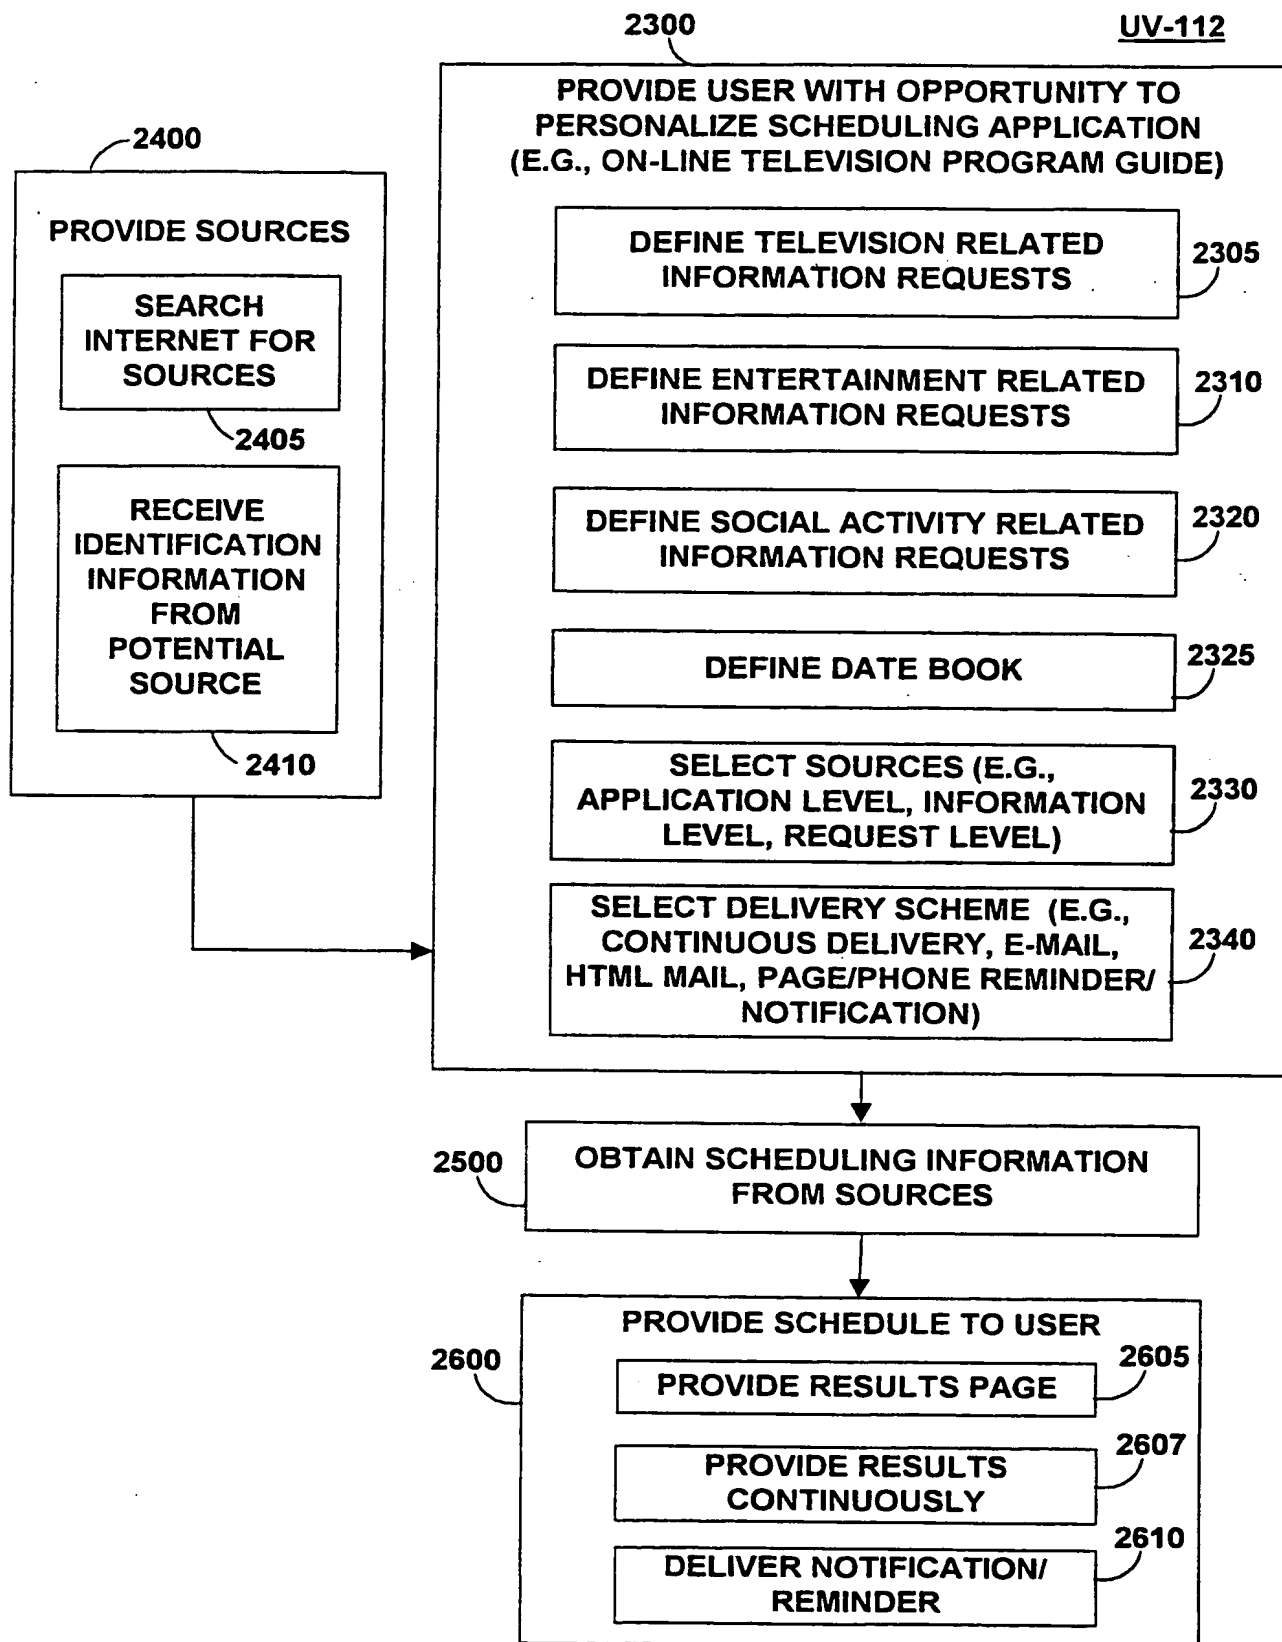 2300
UV-112
PROVIDE USER WITH OPPORTUNITY TO
PERSONALIZE SCHEDULING APPLICATION
(E.G., ON-LINE TELEVISION PROGRAM GUIDE)
2400
PROVIDE SOURCES
SEARCH
INTERNET FOR
SOURCES
2405
RECEIVE
IDENTIFICATION
INFORMATION
FROM
POTENTIAL
SOURCE
2410
DEFINE TELEVISION RELATED
INFORMATION REQUESTS
2305
DEFINE ENTERTAINMENT RELATED
INFORMATION REQUESTS
2310
DEFINE SOCIAL ACTIVITY RELATED
INFORMATION REQUESTS
2320
DEFINE DATE BOOK
2325
SELECT SOURCES (E.G.,
APPLICATION LEVEL, INFORMATION
LEVEL, REQUEST LEVEL)
2330
SELECT DELIVERY SCHEME (E.G.,
CONTINUOUS DELIVERY, E-MAIL,
HTML MAIL, PAGE/PHONE REMINDER/
NOTIFICATION)
2340
2500
OBTAIN SCHEDULING INFORMATION
FROM SOURCES
2600
PROVIDE SCHEDULE TO USER
PROVIDE RESULTS PAGE
2605
PROVIDE RESULTS
CONTINUOUSLY
2607
DELIVER NOTIFICATION/
REMINDER
2610